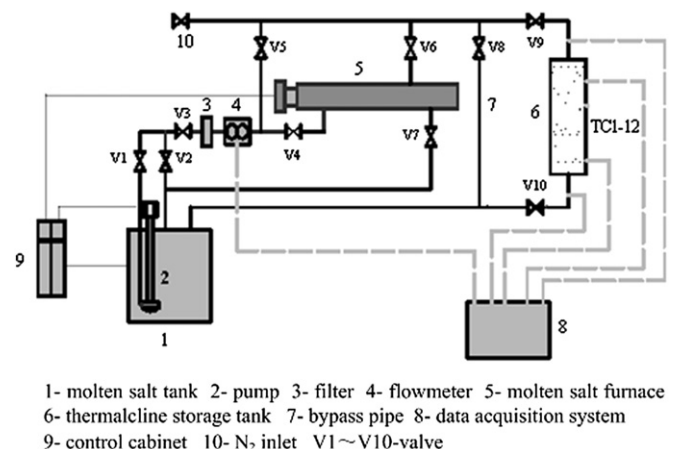 10
V5
V6
V8
V9
5
3
4
V3
7
6
TC1-12
V1
V2
V4
V7
V10
9
2
1
8
1- molten salt tank 2- pump 3- filter 4- flowmeter 5- molten salt furnace
6- thermalcline storage tank 7- bypass pipe 8- data acquisition system
9- control cabinet 10- N₂ inlet V1～V10-valve